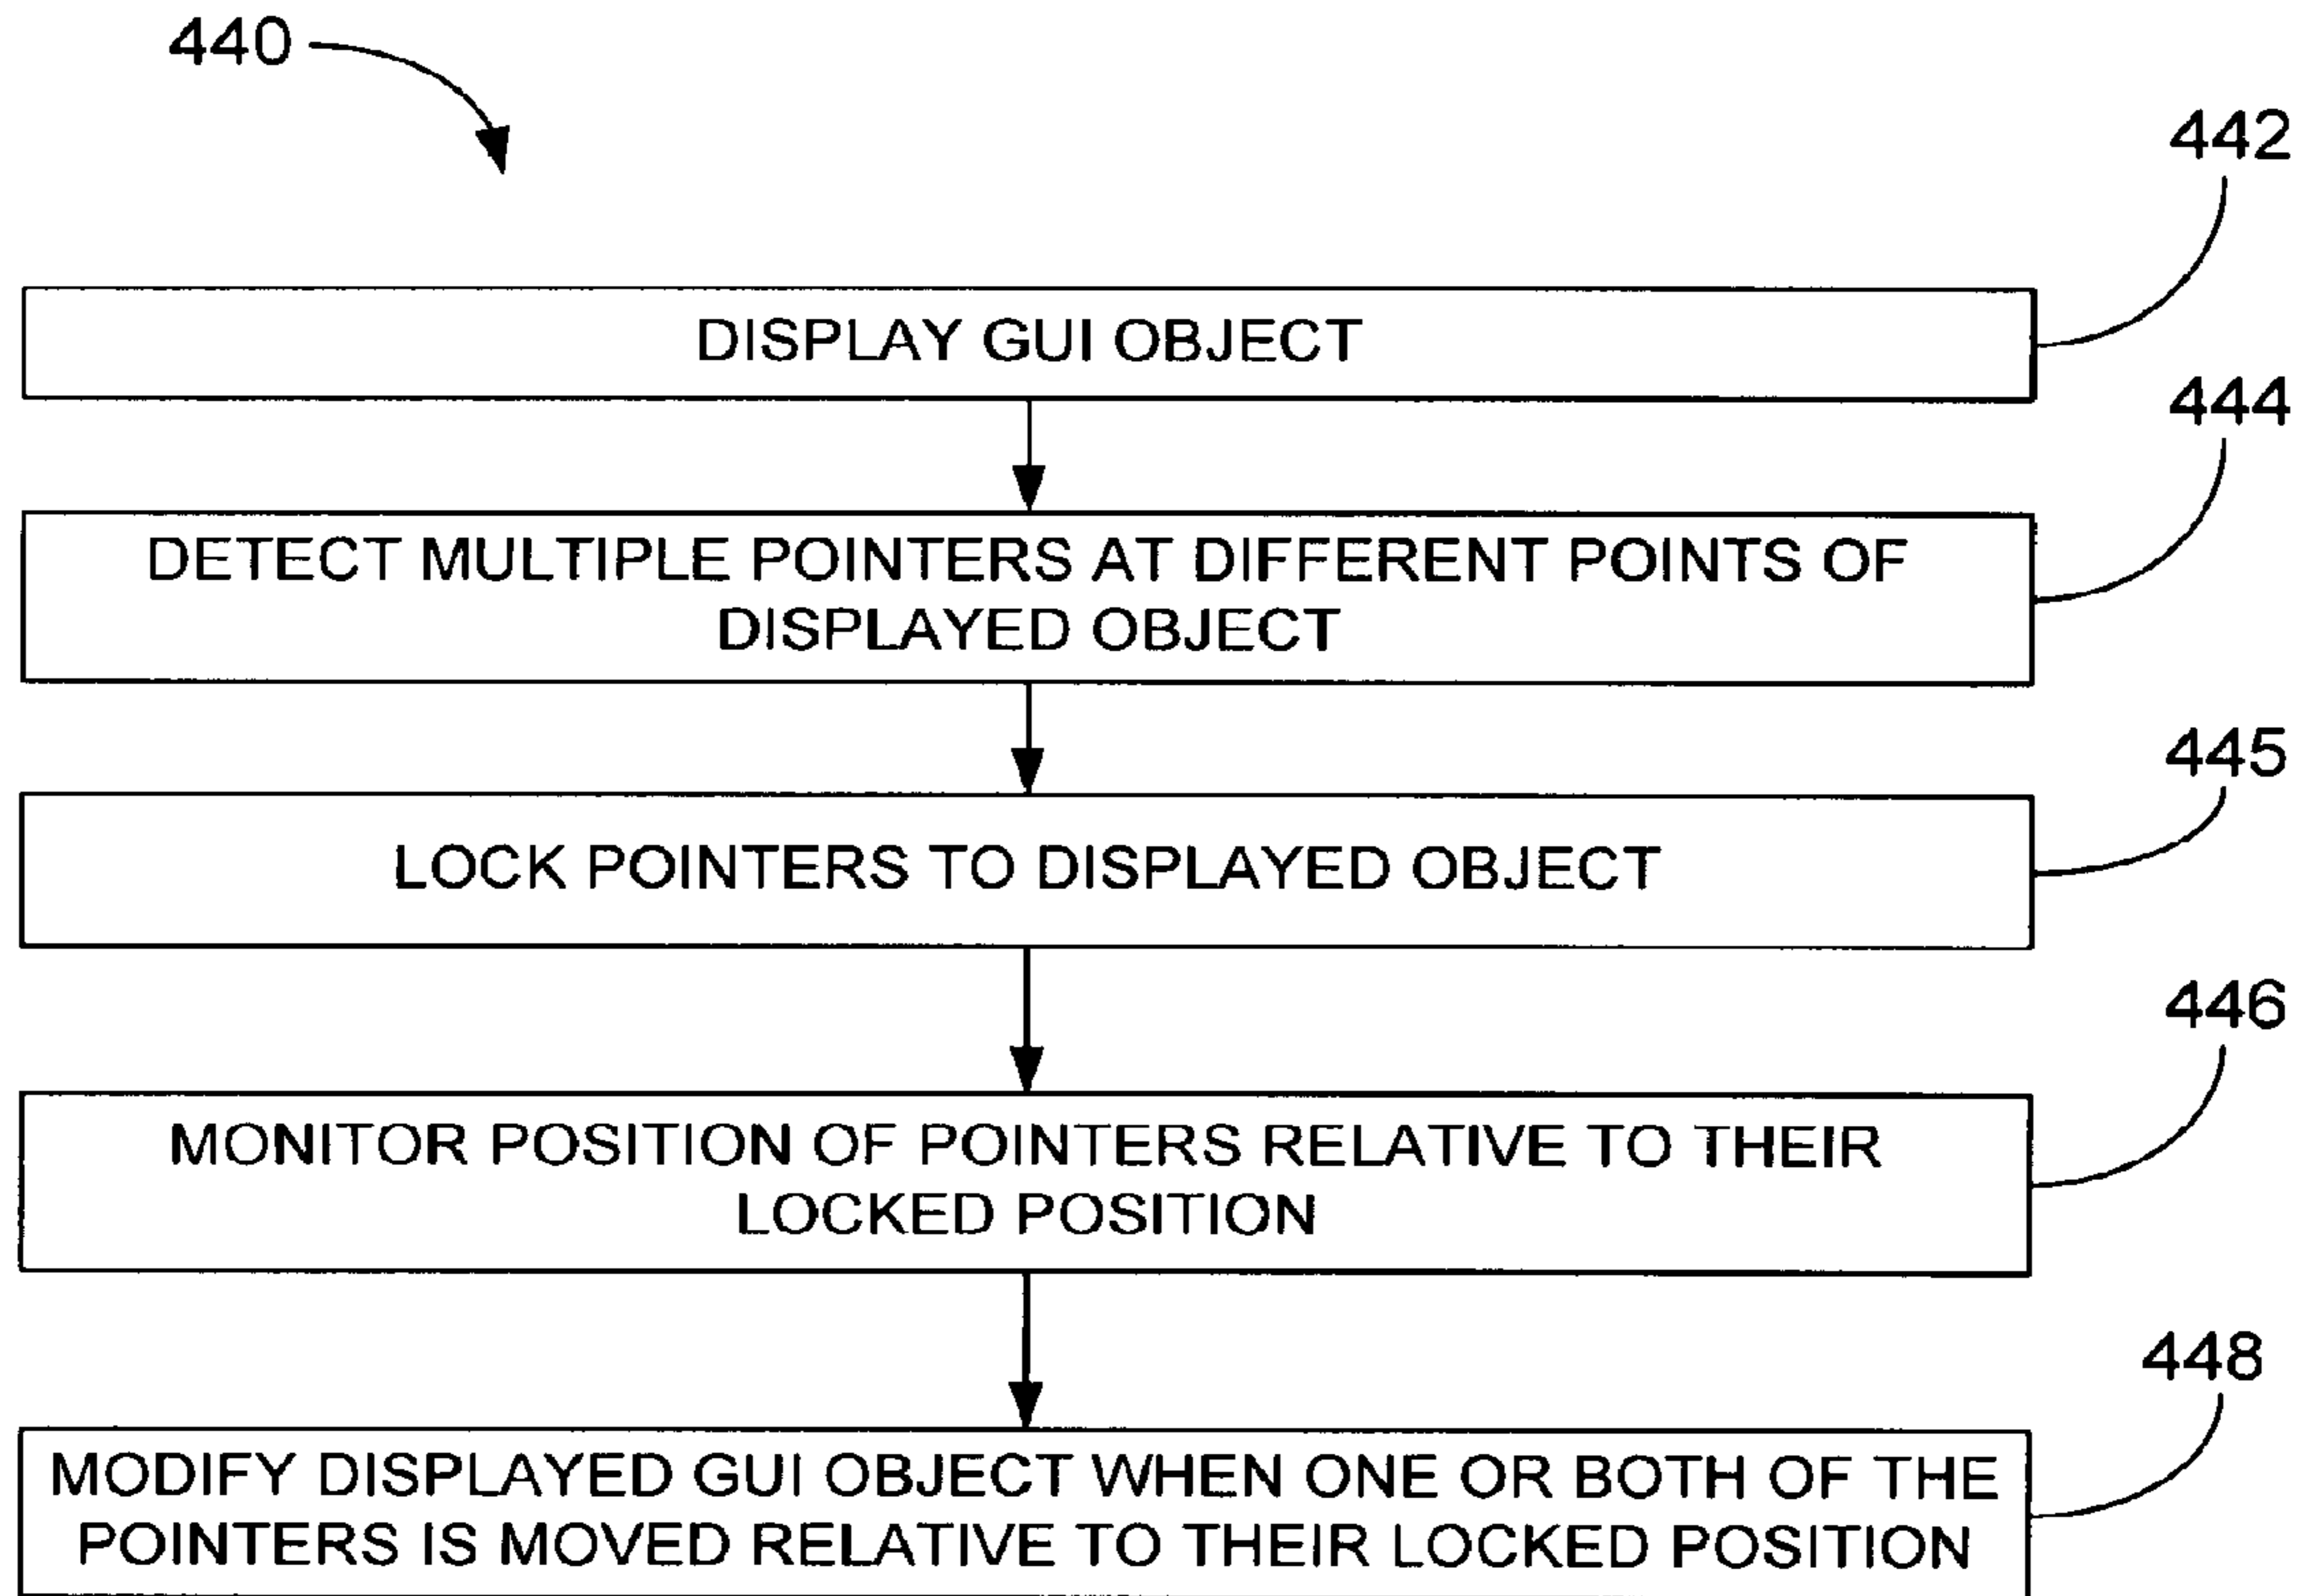 440
442
DISPLAY GUI OBJECT
444
DETECT MULTIPLE POINTERS AT DIFFERENT POINTS OF
DISPLAYED OBJECT
445
LOCK POINTERS TO DISPLAYED OBJECT
446
MONITOR POSITION OF POINTERS RELATIVE TO THEIR
LOCKED POSITION
448
MODIFY DISPLAYED GUI OBJECT WHEN ONE OR BOTH OF THE
POINTERS IS MOVED RELATIVE TO THEIR LOCKED POSITION